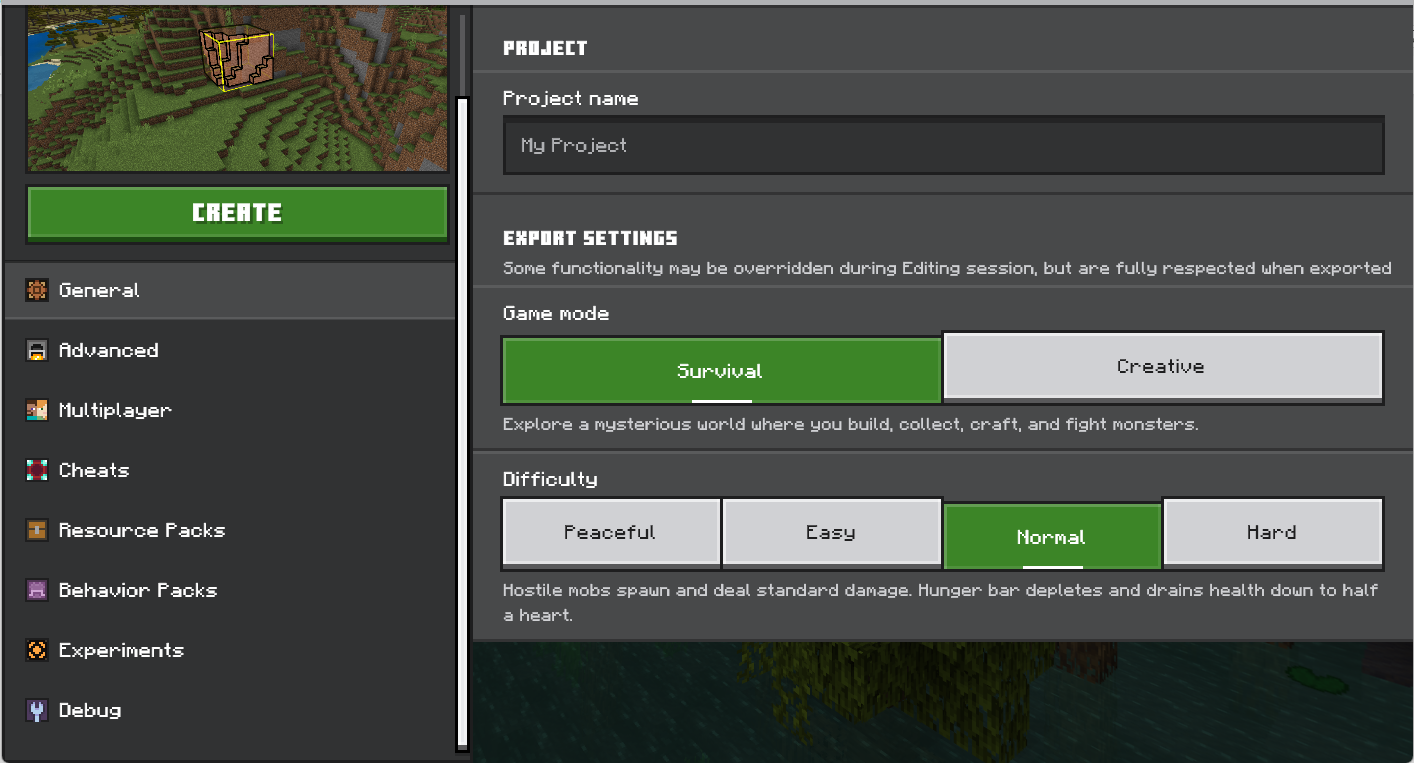 CREATE
General
Advanced
Multiplayer
Cheats
Resource Packs
Behavior Packs
Experiments
Debug
PROJECT
Project name
My Project
EXPORT SETTINGS
Some functionality may be overridden during Editing session, but are fully respected when exported
Game mode
Survival
Creative
Explore a mysterious world where you build, collect, craft, and fight monsters.
Difficulty
Peaceful
Easy
Normal
Hard
Hostile mobs spawn and deal standard damage. Hunger bar depletes and drains health down to half
a heart.